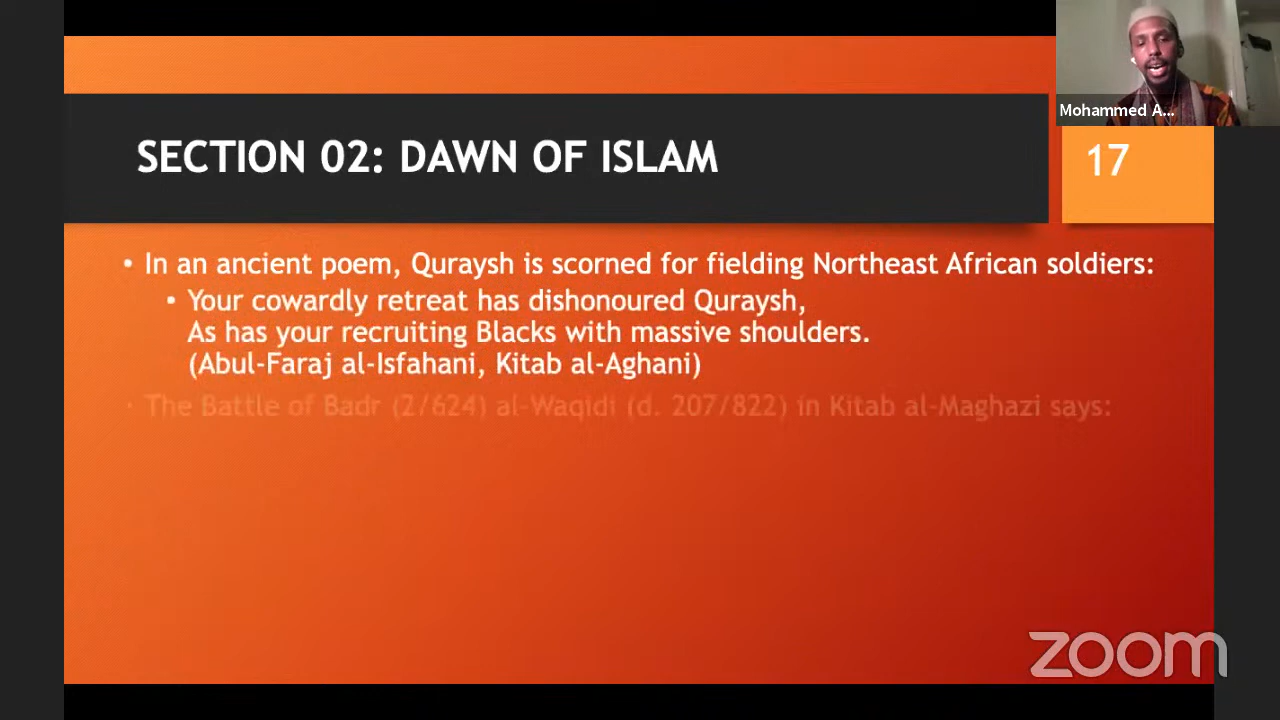 Mohammed A...
SECTION 02: DAWN OF ISLAM
17
• In an ancient poem, Quraysh is scorned for fielding Northeast African soldiers:
• Your cowardly retreat has dishonoured Quraysh,
As has your recruiting Blacks with massive shoulders.
(Abul-Faraj al-Isfahani, Kitab al-Aghani)
• The Battle of Badr (2/624) al-Waqidi (d. 207/822) in Kitab al-Maghazi says:
zoom